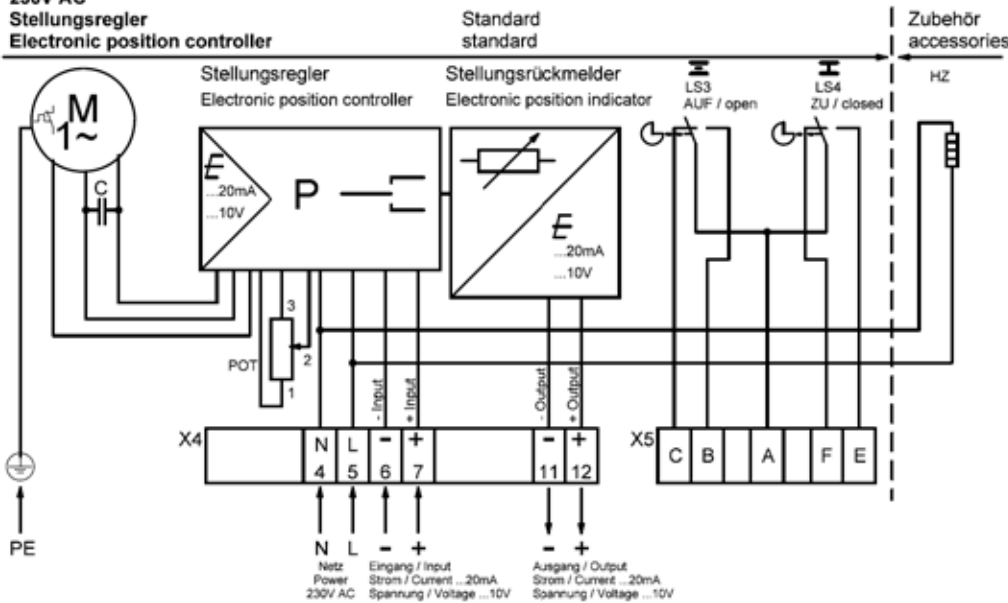 230V AC
Stellungsregler
Electronic position controller
Standard
standard
Zubehör
accessories
Stellungsregler
Electronic position controller
Stellungsrückmelder
Electronic position indicator
LS3
AUF / open
LS4
ZU / closed
HZ
M
1~
C
E
...20mA
...10V
P
E
...20mA
...10V
POT
3
2
1
- Input
+ Input
- Output
+ Output
X4
N L - + - +
4 5 6 7 11 12
X5
C B A F E
PE
N L - + - +
Netz
Power
230V AC
Eingang / Input
Strom / Current ...20mA
Spannung / Voltage ...10V
Ausgang / Output
Strom / Current ...20mA
Spannung / Voltage ...10V